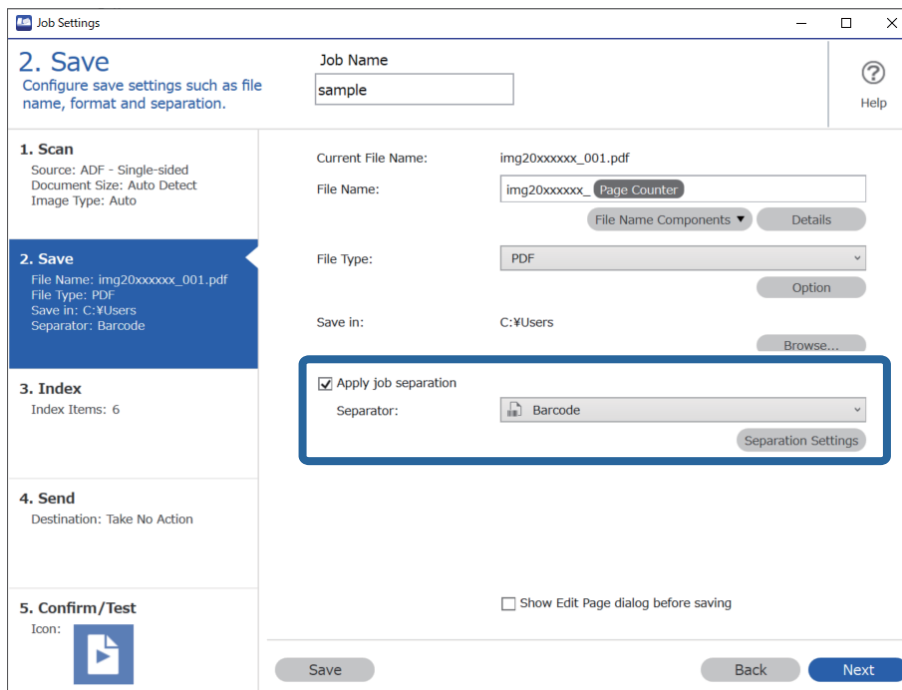 Job Settings
2. Save
Configure save settings such as file
name, format and separation.
Job Name
sample
Help
1. Scan
Source: ADF - Single-sided
Document Size: Auto Detect
Image Type: Auto
2. Save
File Name: img20xxxxxx_001.pdf
File Type: PDF
Save in: C:¥Users
Separator: Barcode
3. Index
Index Items: 6
4. Send
Destination: Take No Action
5. Confirm/Test
Icon:
Current File Name: img20xxxxxx_001.pdf
File Name: img20xxxxxx_ Page Counter
File Name Components ▼ Details
File Type: PDF
Option
Save in: C:¥Users
Browse...
Apply job separation
Separator: Barcode
Separation Settings
Show Edit Page dialog before saving
Save Back Next